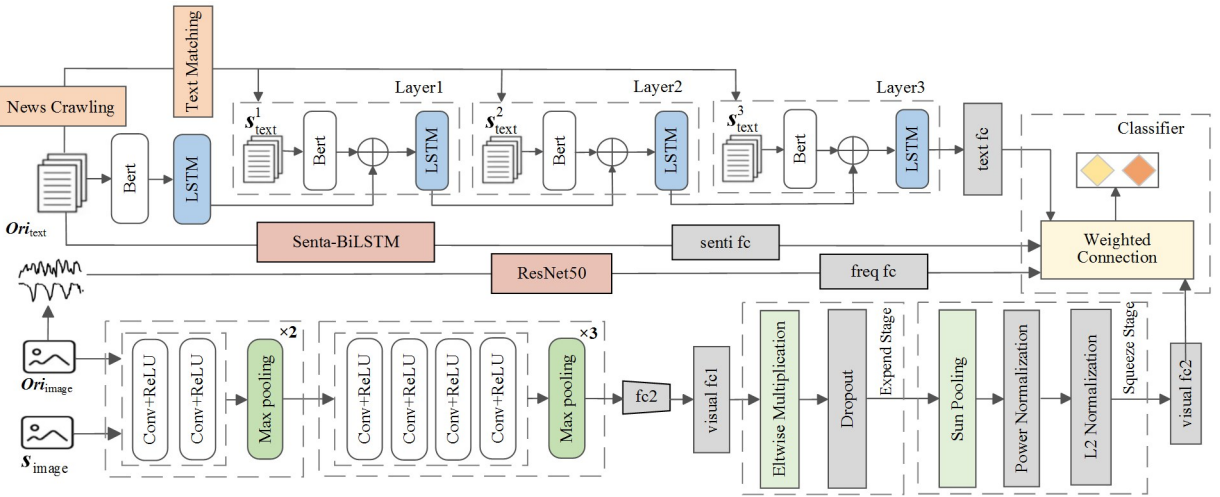 Text Matching
News Crawling
Layer1
Layer2
Layer3
S¹text
Bert
LSTM
S²text
Bert
LSTM
S³text
Bert
LSTM
text fc
Classifier
Bert
LSTM
Oritext
Senta-BiLSTM
senti fc
Weighted
Connection
ResNet50
freq fc
×2
×3
Oriimage
Simage
Conv+ReLU
Conv+ReLU
Max pooling
Conv+ReLU
Conv+ReLU
Conv+ReLU
Conv+ReLU
Max pooling
fc2
visual fc1
Eltwise Multiplication
Dropout
Expend Stage
Sun Pooling
Power Normalization
L2 Normalization
Squeeze Stage
visual fc2